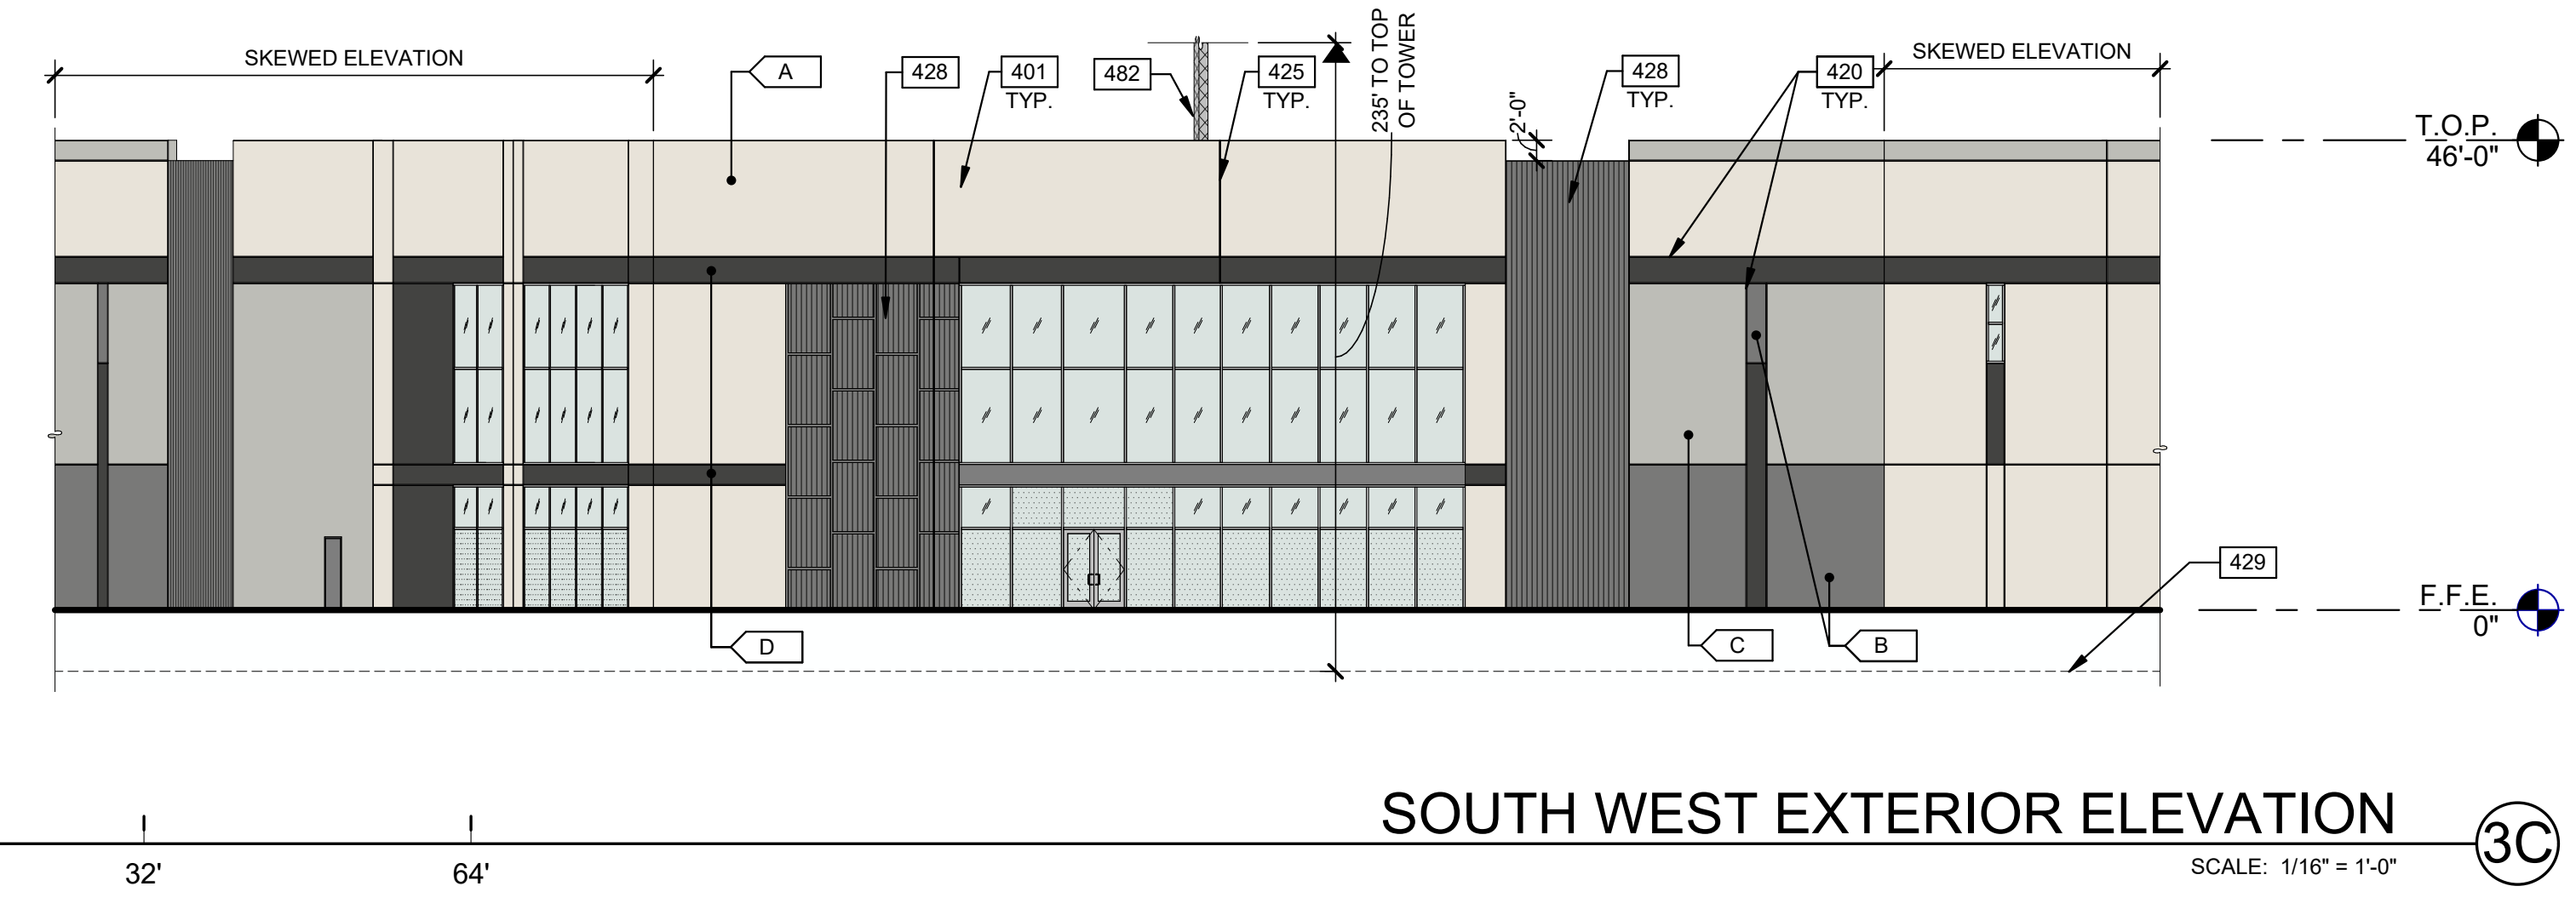 SKEWED ELEVATION
A
428
401
TYP.
482
425
TYP.
235' TO TOP
OF TOWER
2'-0"
428
TYP.
420
TYP.
SKEWED ELEVATION
T.O.P.
46'-0"
429
F.F.E.
0"
D
C
B
SOUTH WEST EXTERIOR ELEVATION
3C
32'
64'
SCALE: 1/16" = 1'-0"